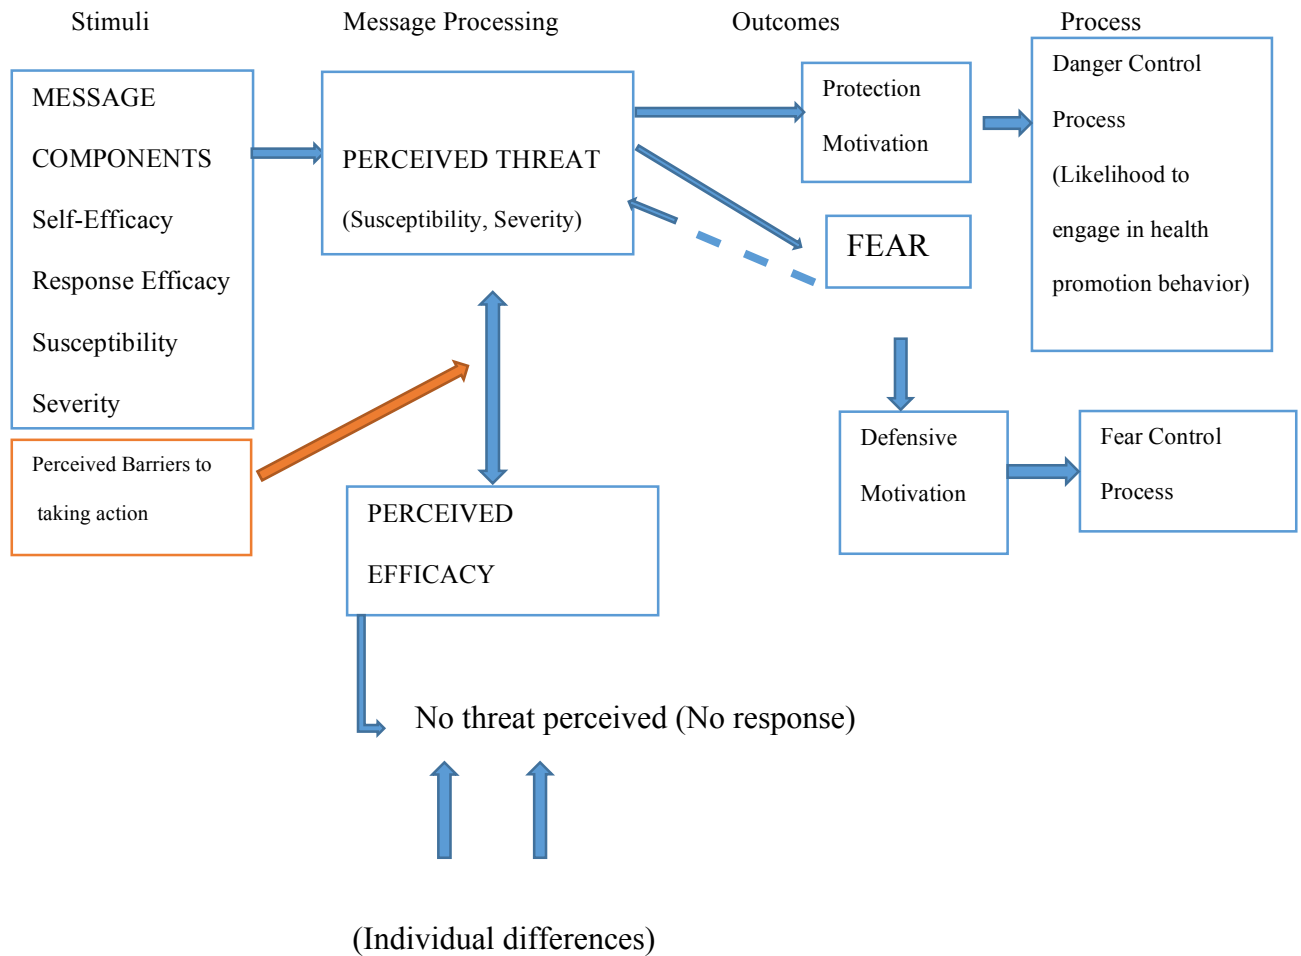 Stimuli
Message Processing
Outcomes
Process
MESSAGE
COMPONENTS
Self-Efficacy
Response Efficacy
Susceptibility
Severity
Perceived Barriers to
taking action
PERCEIVED THREAT
(Susceptibility, Severity)
PERCEIVED
EFFICACY
Protection
Motivation
FEAR
Danger Control
Process
(Likelihood to
engage in health
promotion behavior)
Defensive
Motivation
Fear Control
Process
No threat perceived (No response)
(Individual differences)